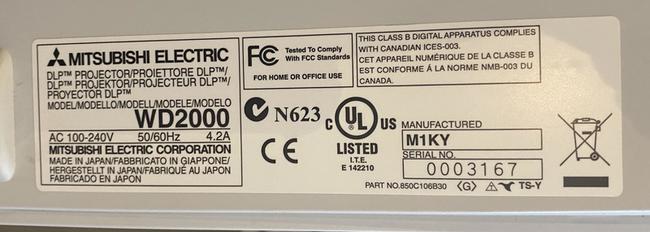 MITSUBISHI ELECTRIC
DLP™ PROJECTOR/PROIETTORE DLP™/
DLP™ PROJEKTOR/PROJECTEUR DLP™/
PROYECTOR DLP™
MODEL/MODELLO/MODELL/MODELE/MODELO
WD2000
AC 100-240V 50/60Hz 4.2A
MITSUBISHI ELECTRIC CORPORATION
MADE IN JAPAN/FABBRICATO IN GIAPPONE/
HERGESTELLT IN JAPAN/FABRIQUÉ AU JAPON
FABRICADO EN JAPON
FC Tested To Comply
With FCC Standards
FOR HOME OR OFFICE USE
THIS CLASS B DIGITAL APPARATUS COMPLIES
WITH CANADIAN ICES-003.
CET APPAREIL NUMÉRIQUE DE LA CLASSE B
EST CONFORME Á LA NORME NMB-003 DU
CANADA.
N623
C UL US
LISTED
I.T.E.
E 142210
CE
MANUFACTURED
M1KY
SERIAL NO.
0003167
PART NO.850C106B30 〈G〉 TS-Y